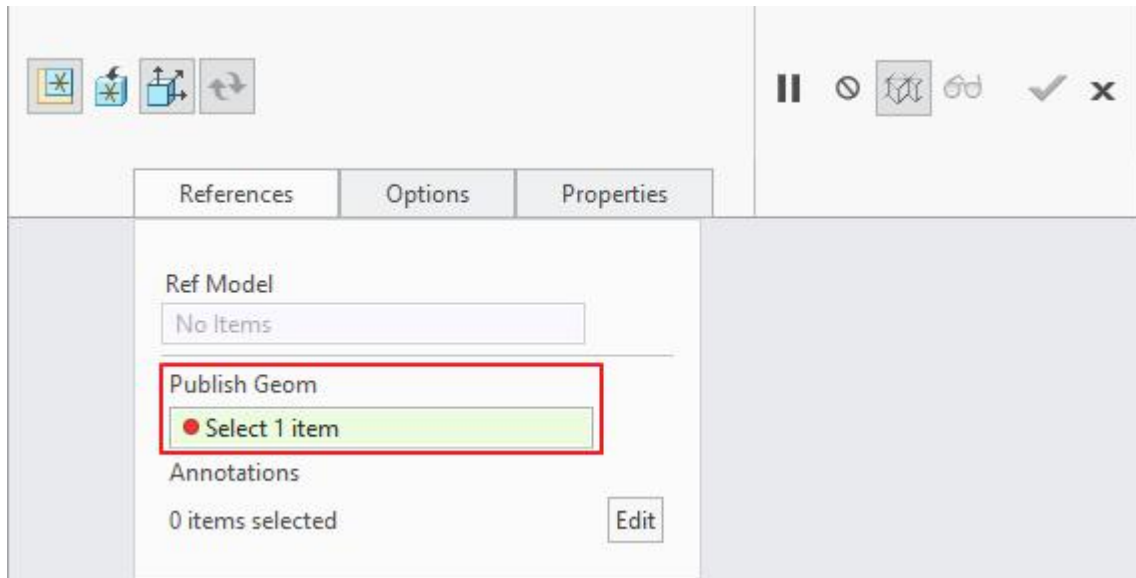 References Options Properties
Ref Model
No Items
Publish Geom
Select 1 item
Annotations
0 items selected Edit